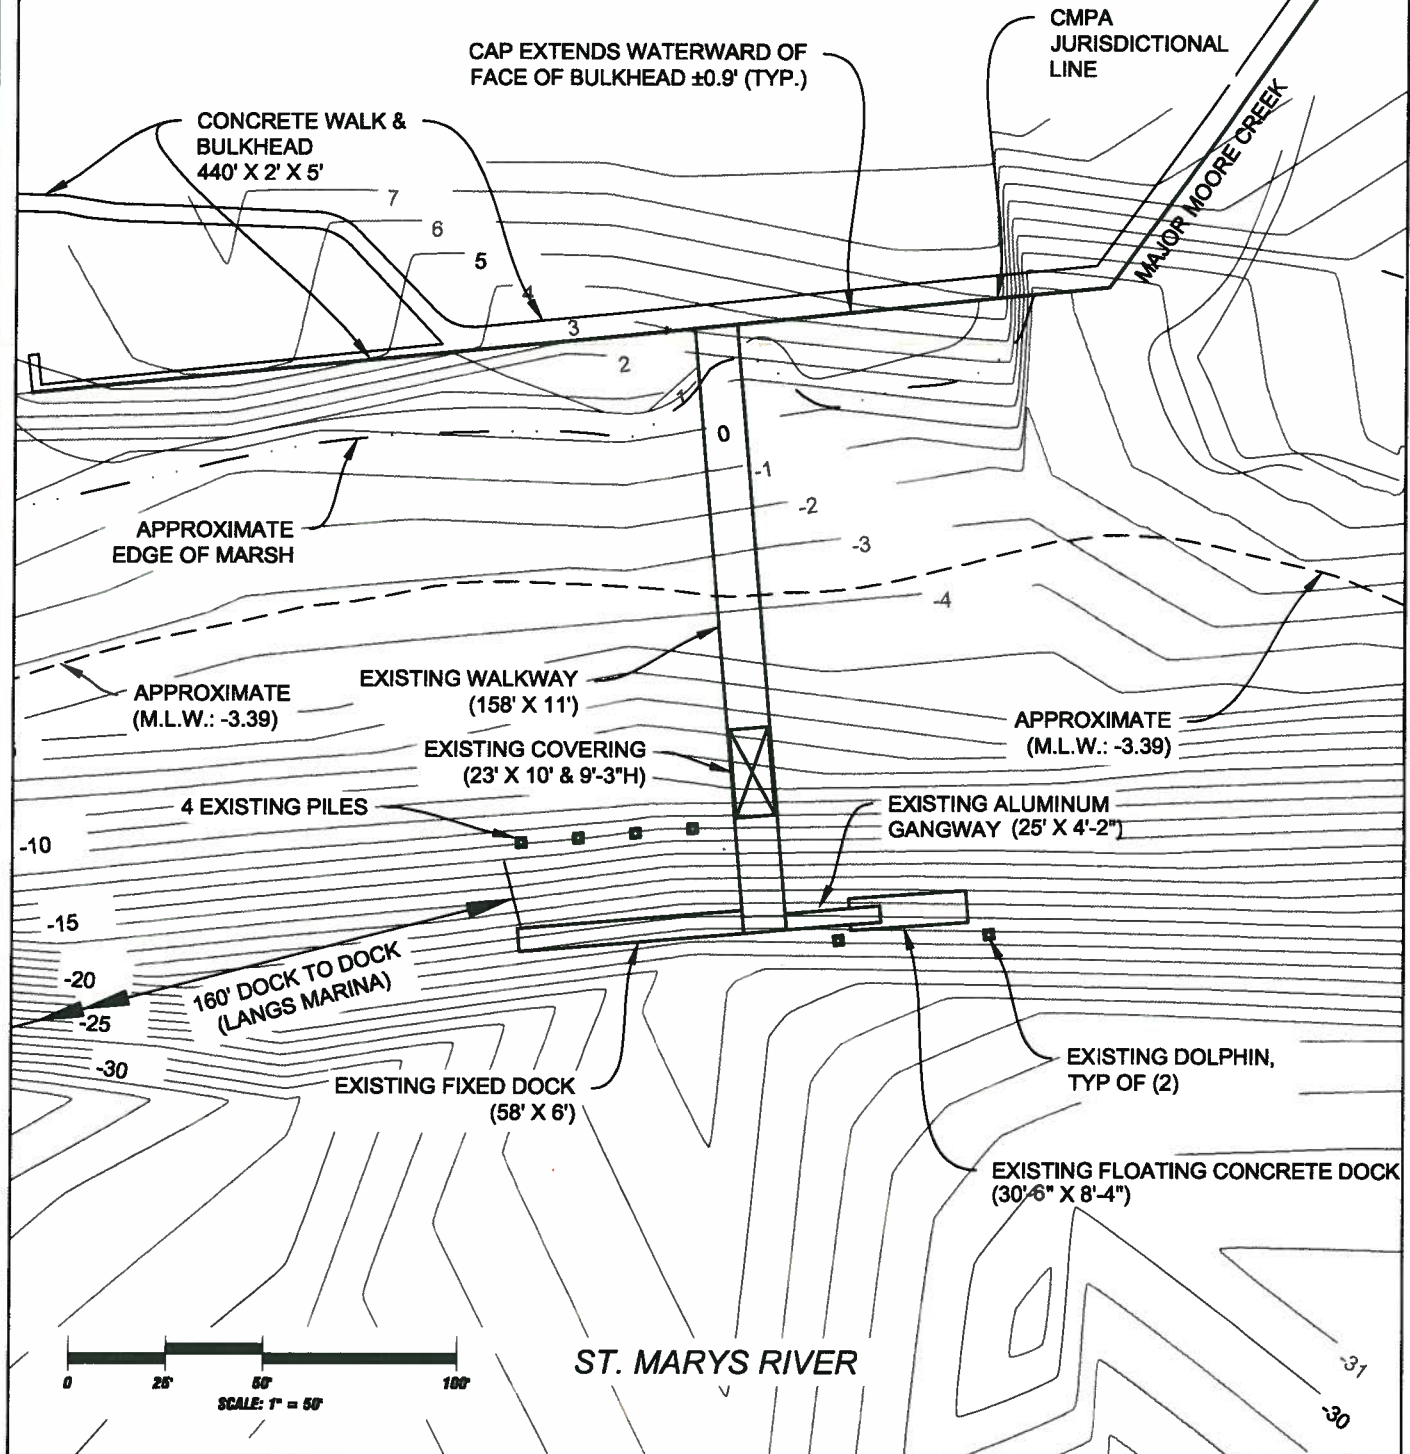 CMPA
JURISDICTIONAL
LINE
CAP EXTENDS WATERWARD OF
FACE OF BULKHEAD ±0.9' (TYP.)
CONCRETE WALK &
BULKHEAD
440' X 2' X 5'
MAJOR MOORE CREEK
7
6
5
4
3
2
1
0
-1
-2
-3
-4
APPROXIMATE
EDGE OF MARSH
APPROXIMATE
(M.L.W.: -3.39)
EXISTING WALKWAY
(158' X 11')
APPROXIMATE
(M.L.W.: -3.39)
EXISTING COVERING
(23' X 10' & 9'-3"H)
4 EXISTING PILES
EXISTING ALUMINUM
GANGWAY (25' X 4'-2")
-10
-15
-20
-25
-30
160' DOCK TO DOCK
(LANGS MARINA)
EXISTING FIXED DOCK
(58' X 6')
EXISTING DOLPHIN,
TYP OF (2)
EXISTING FLOATING CONCRETE DOCK
(30'-6" X 8'-4")
ST. MARYS RIVER
-31
-30
0 25' 50' 100'
SCALE: 1" = 50'